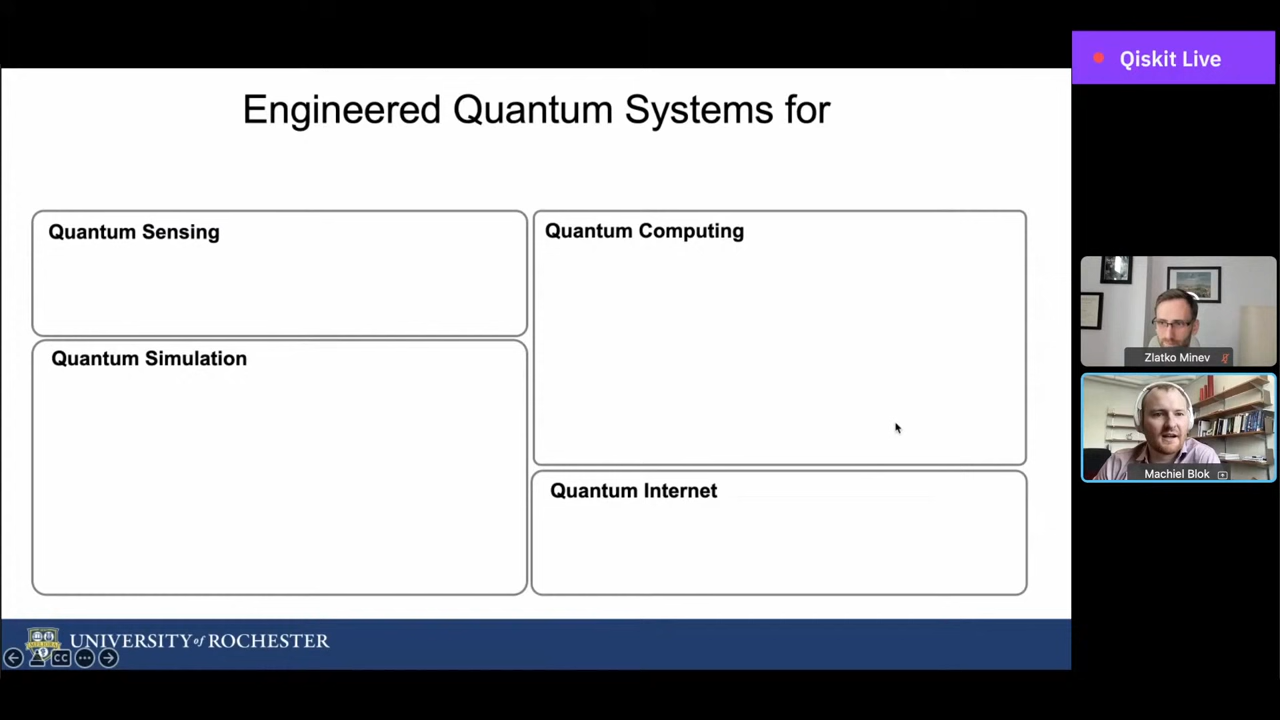 Engineered Quantum Systems for
Quantum Sensing
Quantum Computing
Quantum Simulation
Quantum Internet
UNIVERSITY of ROCHESTER
CC
Qiskit Live
Zlatko Minev
Machiel Blok